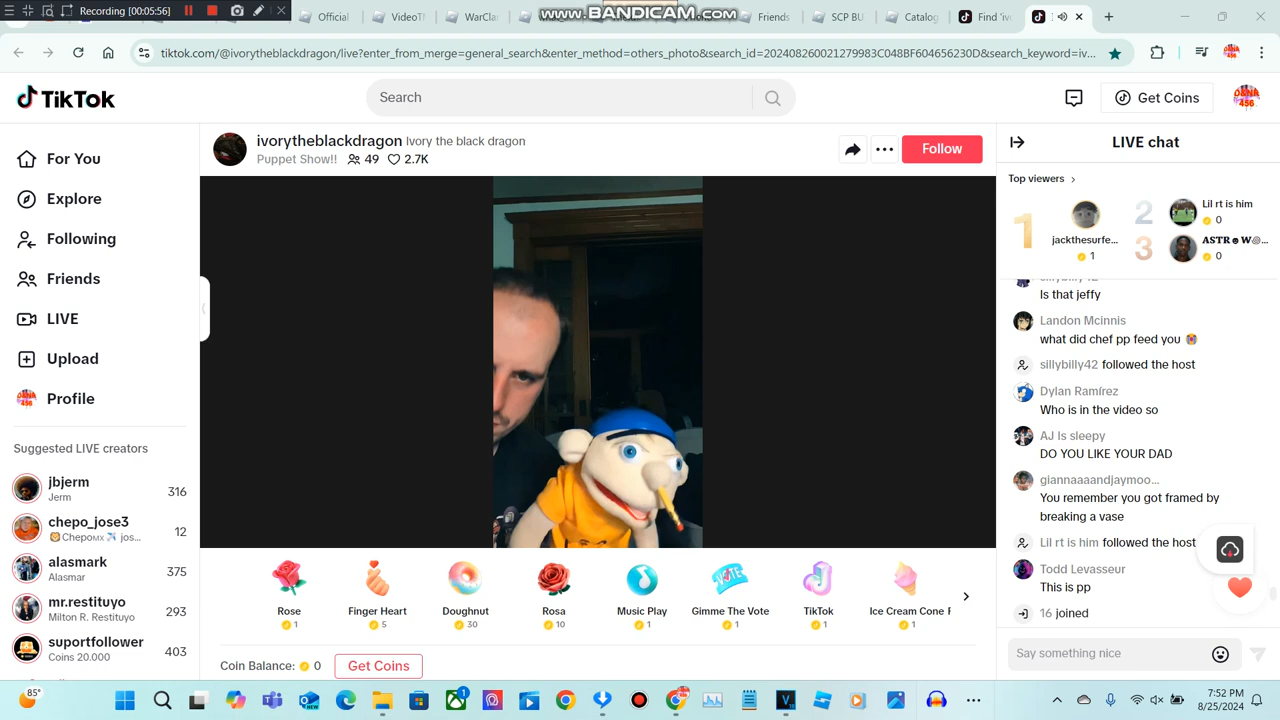 Recording [00:05:56]
www.BANDICAM.com
Official
VideoT
WarClan
Friends
SCP BU
Catalog
Find 'iv
tiktok.com/@ivorytheblackdragon/live?enter_from_merge=general_search&enter_method=others_photo&search_id=202408260021279983C048BF604656230D&search_keyword=iv...
TikTok
Search
Get Coins
D&NA
456
For You
Explore
Following
Friends
LIVE
Upload
Profile
Suggested LIVE creators
jbjerm
Jerm
316
chepo_jose3
Chepoмx jos...
12
alasmark
Alasmar
375
mr.restituyo
Milton R. Restituyo
293
suportfollower
Coins 20.000
403
ivorytheblackdragon Ivory the black dragon
Puppet Show!! 49 2.7K
Follow
Rose
1
Finger Heart
5
Doughnut
30
Rosa
10
Music Play
1
Gimme The Vote
1
TikTok
1
Ice Cream Cone F
1
Coin Balance: 0
Get Coins
LIVE chat
Top viewers
1
jackthesurfe...
1
2
Lil rt is him
0
3
0
Is that jeffy
Landon Mcinnis
what did chef pp feed you
sillybilly42 followed the host
Dylan Ramírez
Who is in the video so
AJ Is sleepy
DO YOU LIKE YOUR DAD
giannaaaandjaymoo...
You remember you got framed by
breaking a vase
Lil rt is him followed the host
Todd Levasseur
This is pp
16 joined
Say something nice
85°
7:52 PM
8/25/2024